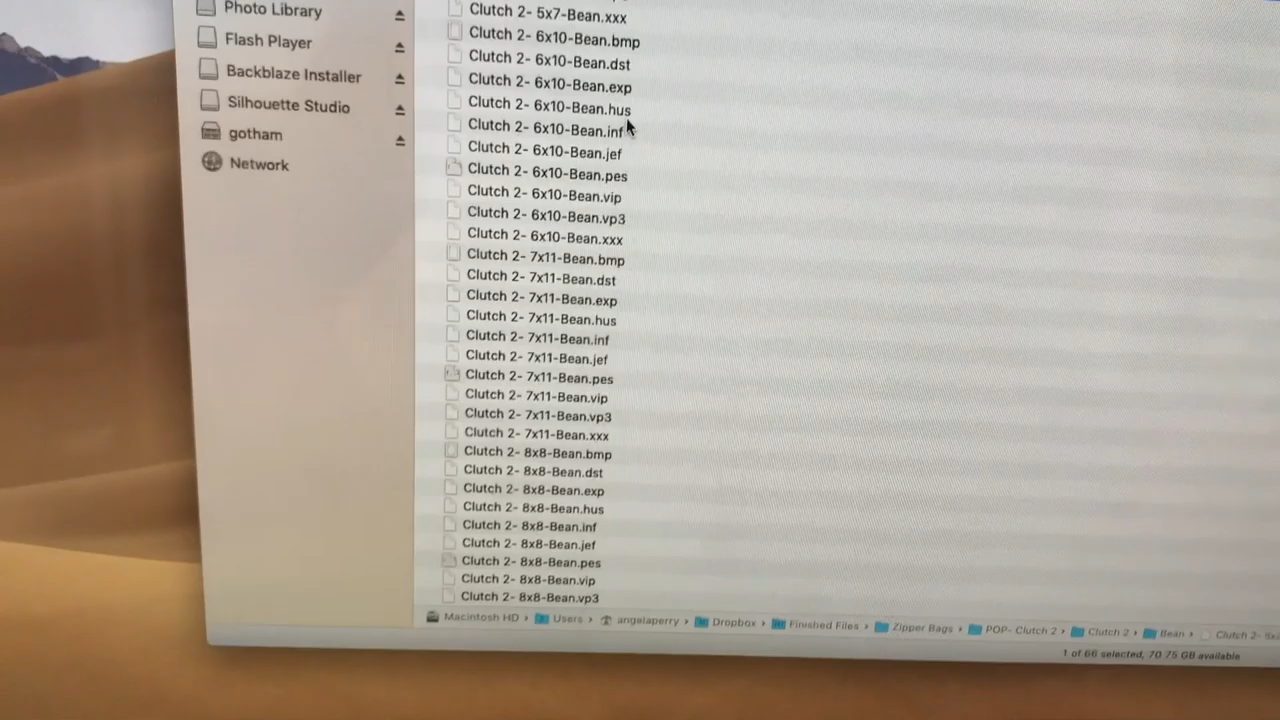 Photo Library
Flash Player
Backblaze Installer
Silhouette Studio
gotham
Network
Clutch 2- 5x7-Bean.xxx
Clutch 2- 6x10-Bean.bmp
Clutch 2- 6x10-Bean.dst
Clutch 2- 6x10-Bean.exp
Clutch 2- 6x10-Bean.hus
Clutch 2- 6x10-Bean.inf
Clutch 2- 6x10-Bean.jef
Clutch 2- 6x10-Bean.pes
Clutch 2- 6x10-Bean.vip
Clutch 2- 6x10-Bean.vp3
Clutch 2- 6x10-Bean.xxx
Clutch 2- 7x11-Bean.bmp
Clutch 2- 7x11-Bean.dst
Clutch 2- 7x11-Bean.exp
Clutch 2- 7x11-Bean.hus
Clutch 2- 7x11-Bean.inf
Clutch 2- 7x11-Bean.jef
Clutch 2- 7x11-Bean.pes
Clutch 2- 7x11-Bean.vip
Clutch 2- 7x11-Bean.vp3
Clutch 2- 7x11-Bean.xxx
Clutch 2- 8x8-Bean.bmp
Clutch 2- 8x8-Bean.dst
Clutch 2- 8x8-Bean.exp
Clutch 2- 8x8-Bean.hus
Clutch 2- 8x8-Bean.inf
Clutch 2- 8x8-Bean.jef
Clutch 2- 8x8-Bean.pes
Clutch 2- 8x8-Bean.vip
Clutch 2- 8x8-Bean.vp3
Macintosh HD › Users › angelaperry › Dropbox › Finished Files › Zipper Bags › POP- Clutch 2 › Clutch 2 › Bean › Clutch 2-
1 of 66 selected, 70.75 GB available